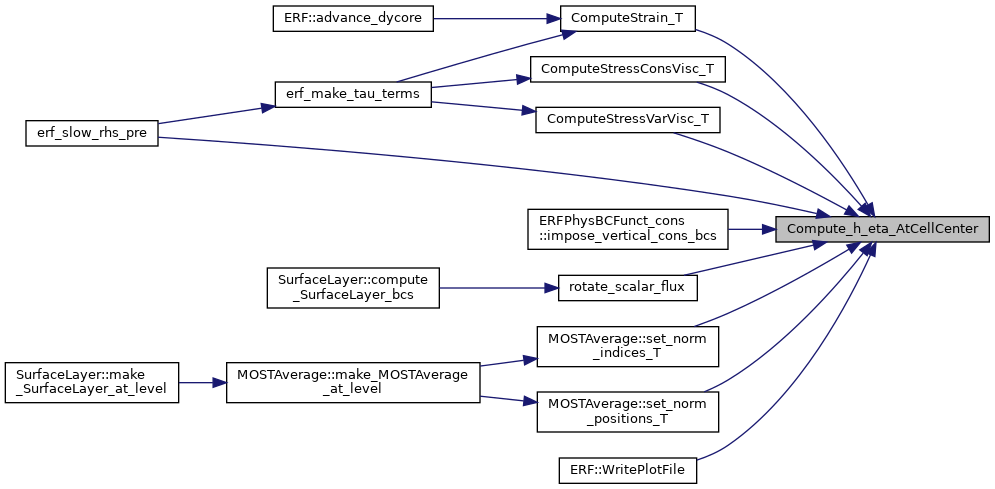 ERF::advance_dycore
ComputeStrain_T
ComputeStressConsVisc_T
erf_make_tau_terms
ComputeStressVarVisc_T
erf_slow_rhs_pre
ERFPhysBCFunct_cons
::impose_vertical_cons_bcs
Compute_h_eta_AtCellCenter
SurfaceLayer::compute
_SurfaceLayer_bcs
rotate_scalar_flux
MOSTAverage::set_norm
_indices_T
SurfaceLayer::make
_SurfaceLayer_at_level
MOSTAverage::make_MOSTAverage
_at_level
MOSTAverage::set_norm
_positions_T
ERF::WritePlotFile